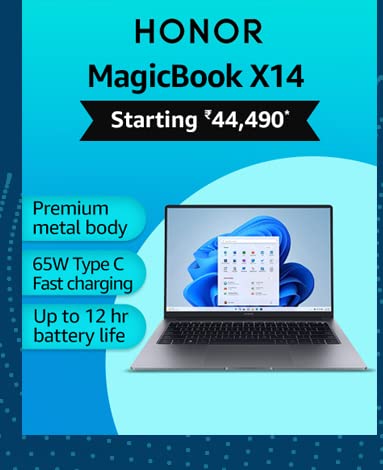 HONOR
MagicBook X14
Starting ₹44,490*
Premium
metal body
65W Type C
Fast charging
Up to 12 hr
battery life